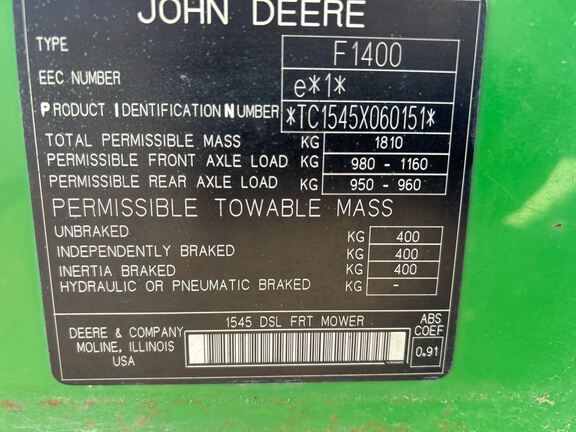 JOHN DEERE
TYPE F1400
EEC NUMBER e*1*
PRODUCT IDENTIFICATION NUMBER *TC1545X060151*
TOTAL PERMISSIBLE MASS KG 1810
PERMISSIBLE FRONT AXLE LOAD KG 980 - 1160
PERMISSIBLE REAR AXLE LOAD KG 950 - 960
PERMISSIBLE TOWABLE MASS
UNBRAKED KG 400
INDEPENDENTLY BRAKED KG 400
INERTIA BRAKED KG 400
HYDRAULIC OR PNEUMATIC BRAKED KG -
1545 DSL FRT MOWER
DEERE & COMPANY
MOLINE, ILLINOIS
USA
ABS
COEF
0.91